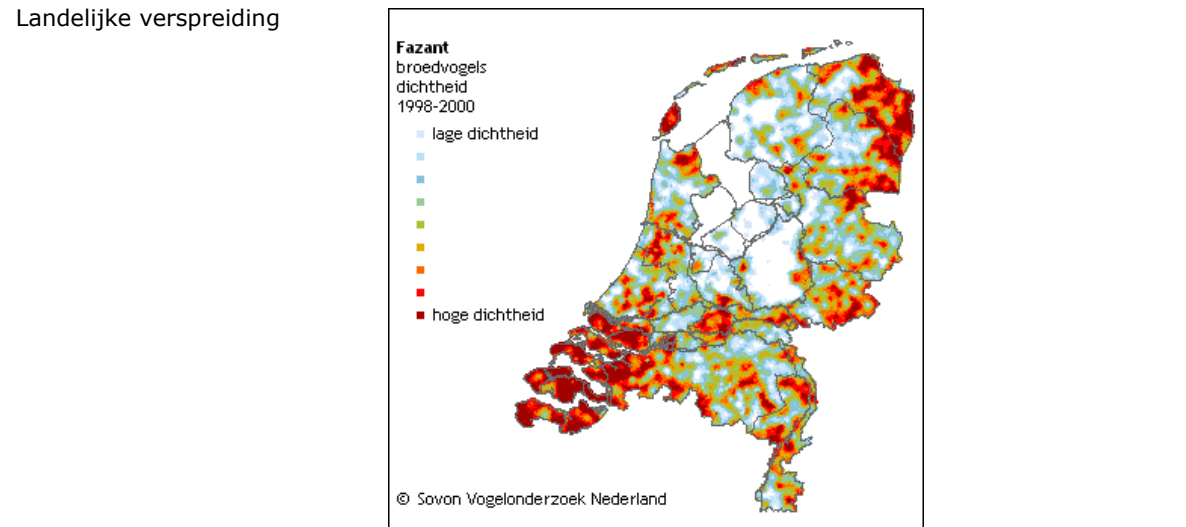 Landelijke verspreiding
Fazant
broedvogels
dichtheid
1998-2000
lage dichtheid
hoge dichtheid
© Sovon Vogelonderzoek Nederland